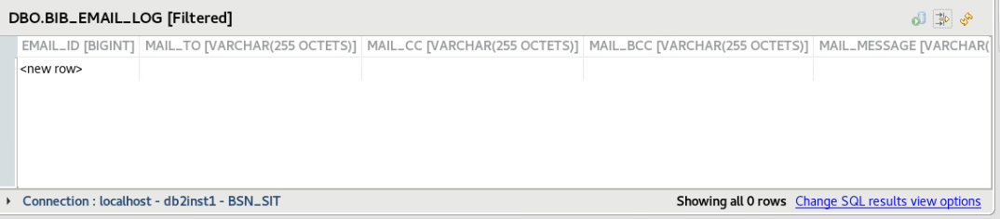 DBO.BIB_EMAIL_LOG [Filtered]
EMAIL_ID [BIGINT] MAIL_TO [VARCHAR(255 OCTETS)] MAIL_CC [VARCHAR(255 OCTETS)] MAIL_BCC [VARCHAR(255 OCTETS)] MAIL_MESSAGE [VARCHAR(
<new row>
Connection : localhost - db2inst1 - BSN_SIT Showing all 0 rows Change SQL results view options